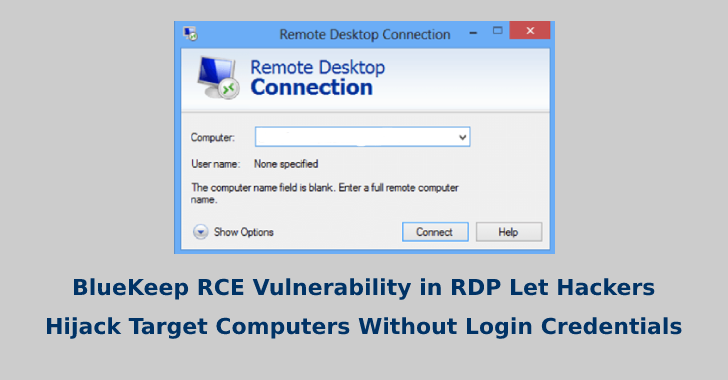 Remote Desktop Connection
Remote Desktop
Connection
Computer:
User name: None specified
The computer name field is blank. Enter a full remote computer
name.
Show Options Connect Help
BlueKeep RCE Vulnerability in RDP Let Hackers
Hijack Target Computers Without Login Credentials